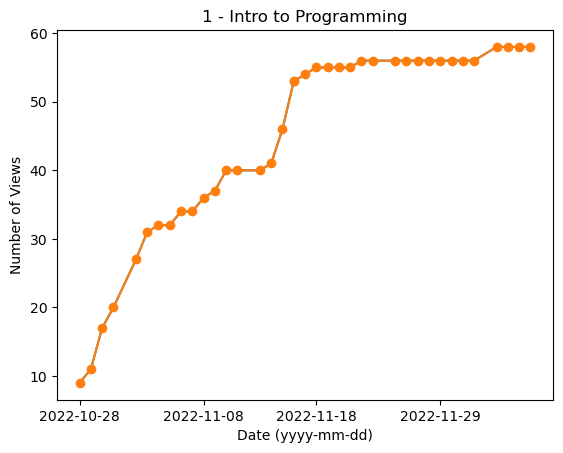 1 - Intro to Programming
Number of Views
60
50
40
30
20
10
2022-10-28 2022-11-08 2022-11-18 2022-11-29
Date (yyyy-mm-dd)